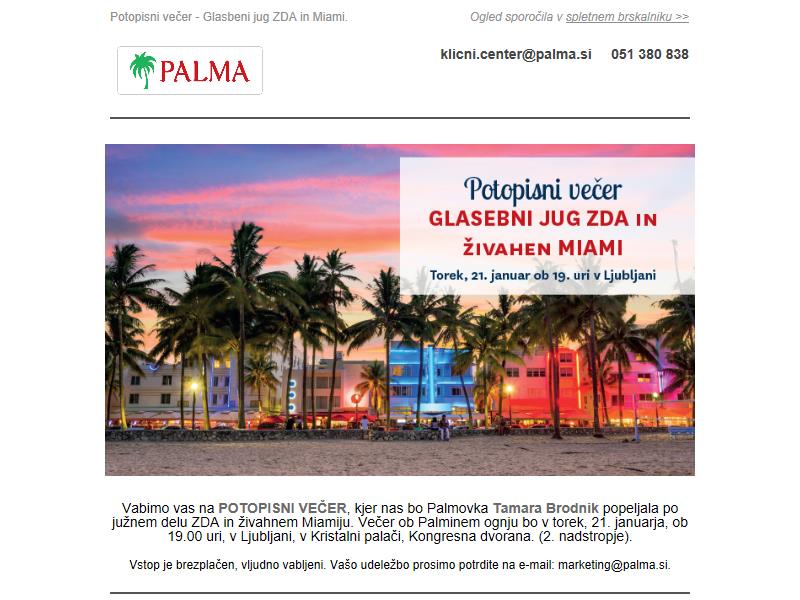 Potopisni večer - Glasbeni jug ZDA in Miami.
Ogled sporočila v spletnem brskalniku >>
PALMA
klicni.center@palma.si 051 380 838
Potopisni večer
GLASEBNI JUG ZDA IN
ŽIVAHEN MIAMI
Torek, 21. januar ob 19. uri v Ljubljani
Vabimo vas na POTOPISNI VEČER, kjer nas bo Palmovka Tamara Brodnik popeljala po
južnem delu ZDA in živahnem Miamiju. Večer ob Palminem ognju bo v torek, 21. januarja, ob
19.00 uri, v Ljubljani, v Kristalni palači, Kongresna dvorana. (2. nadstropje).
Vstop je brezplačen, vljudno vabljeni. Vašo udeležbo prosimo potrdite na e-mail: marketing@palma.si.